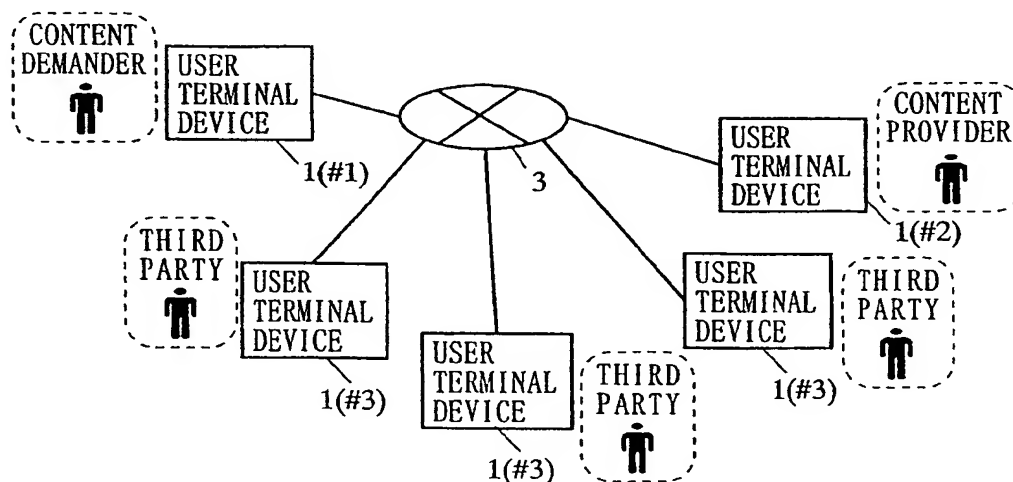 CONTENT
DEMANDER
USER
TERMINAL
DEVICE
1(#1)
3
USER
TERMINAL
DEVICE
1(#2)
CONTENT
PROVIDER
THIRD
PARTY
USER
TERMINAL
DEVICE
1(#3)
USER
TERMINAL
DEVICE
1(#3)
THIRD
PARTY
USER
TERMINAL
DEVICE
1(#3)
THIRD
PARTY